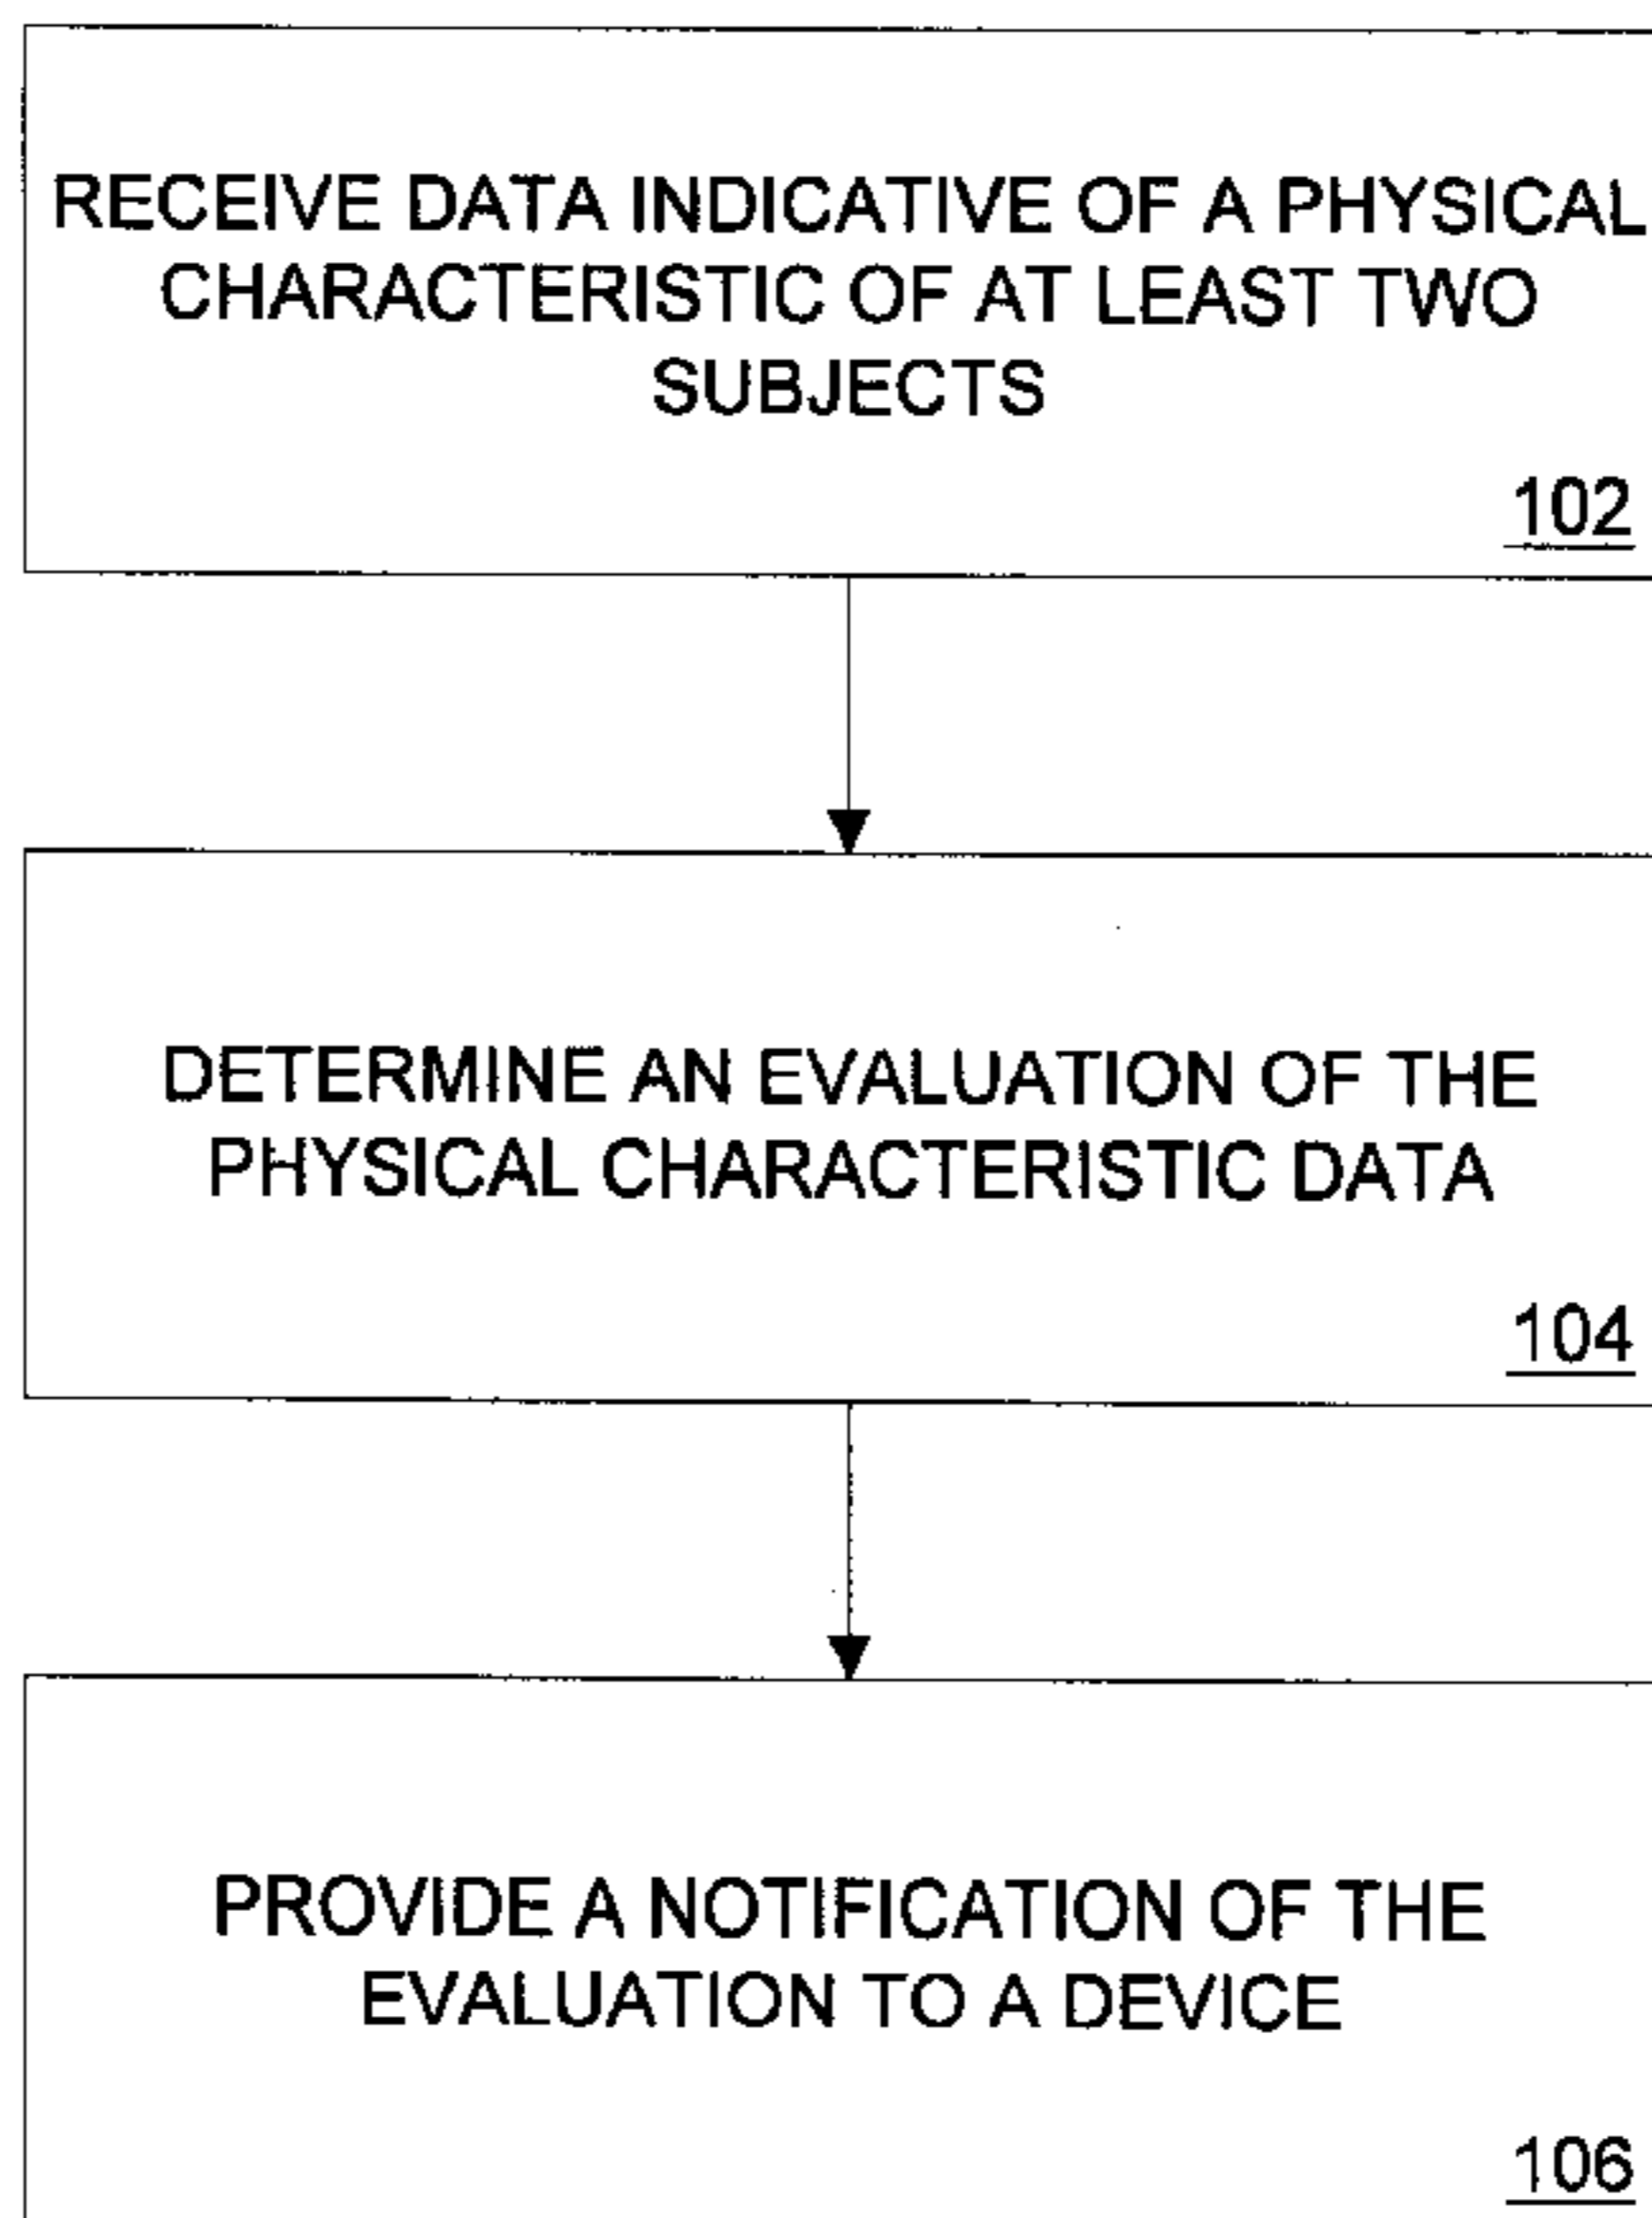 RECEIVE DATA INDICATIVE OF A PHYSICAL
CHARACTERISTIC OF AT LEAST TWO
SUBJECTS
102
DETERMINE AN EVALUATION OF THE
PHYSICAL CHARACTERISTIC DATA
104
PROVIDE A NOTIFICATION OF THE
EVALUATION TO A DEVICE
106